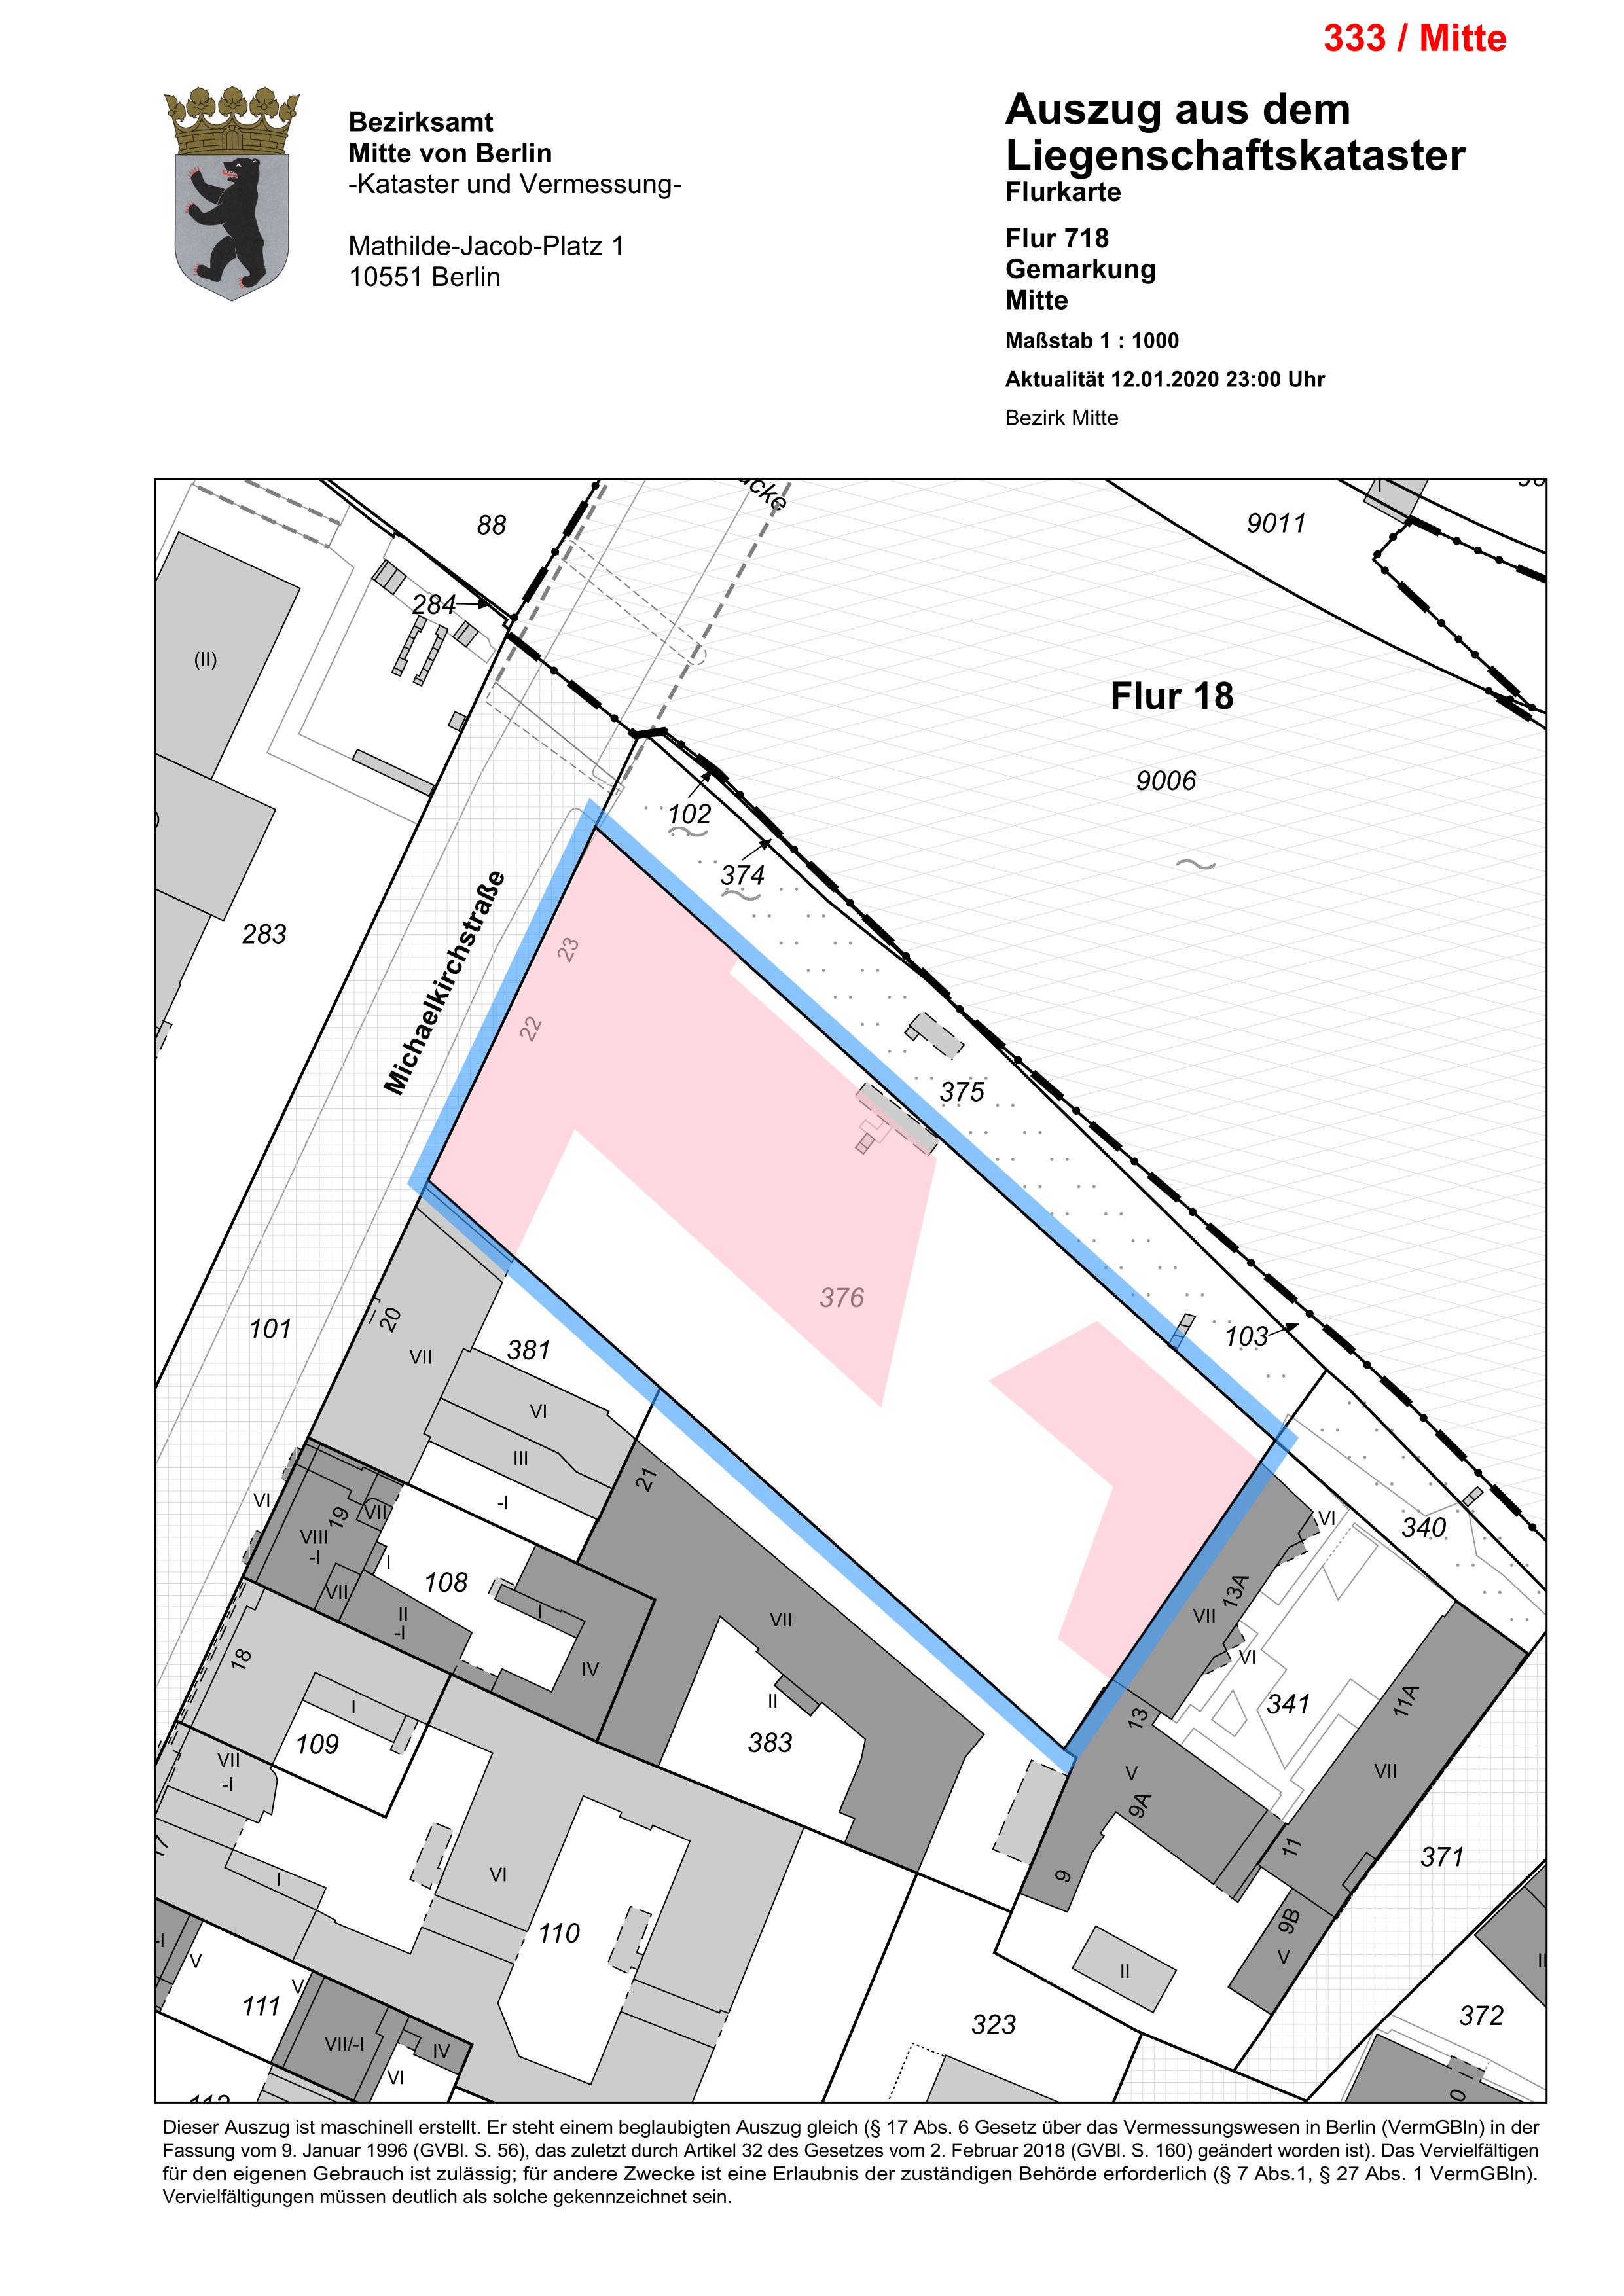 333 / Mitte
Bezirksamt
Mitte von Berlin
-Kataster und Vermessung-
Mathilde-Jacob-Platz 1
10551 Berlin
Auszug aus dem
Liegenschaftskataster
Flurkarte
Flur 718
Gemarkung
Mitte
Maßstab 1 : 1000
Aktualität 12.01.2020 23:00 Uhr
Bezirk Mitte
88
9011
284
(II)
Flur 18
9006
102
374
283
Michaelkirchstraße
23
22
375
376
101
20
VII
381
103
VI
III
-I
21
340
VI
19
VII
VIII
-I
I
VII
108
II
-I
I
IV
VII
VI
13A
VII
VI
18
I
109
VII
-I
II
383
341
11A
13
V
9A
VII
11
371
9
VI
I
110
9B
V
II
-I
V
V
111
VII/-I
IV
VI
323
372
Dieser Auszug ist maschinell erstellt. Er steht einem beglaubigten Auszug gleich (§ 17 Abs. 6 Gesetz über das Vermessungswesen in Berlin (VermGBln) in der
Fassung vom 9. Januar 1996 (GVBl. S. 56), das zuletzt durch Artikel 32 des Gesetzes vom 2. Februar 2018 (GVBl. S. 160) geändert worden ist). Das Vervielfältigen
für den eigenen Gebrauch ist zulässig; für andere Zwecke ist eine Erlaubnis der zuständigen Behörde erforderlich (§ 7 Abs.1, § 27 Abs. 1 VermGBln).
Vervielfältigungen müssen deutlich als solche gekennzeichnet sein.